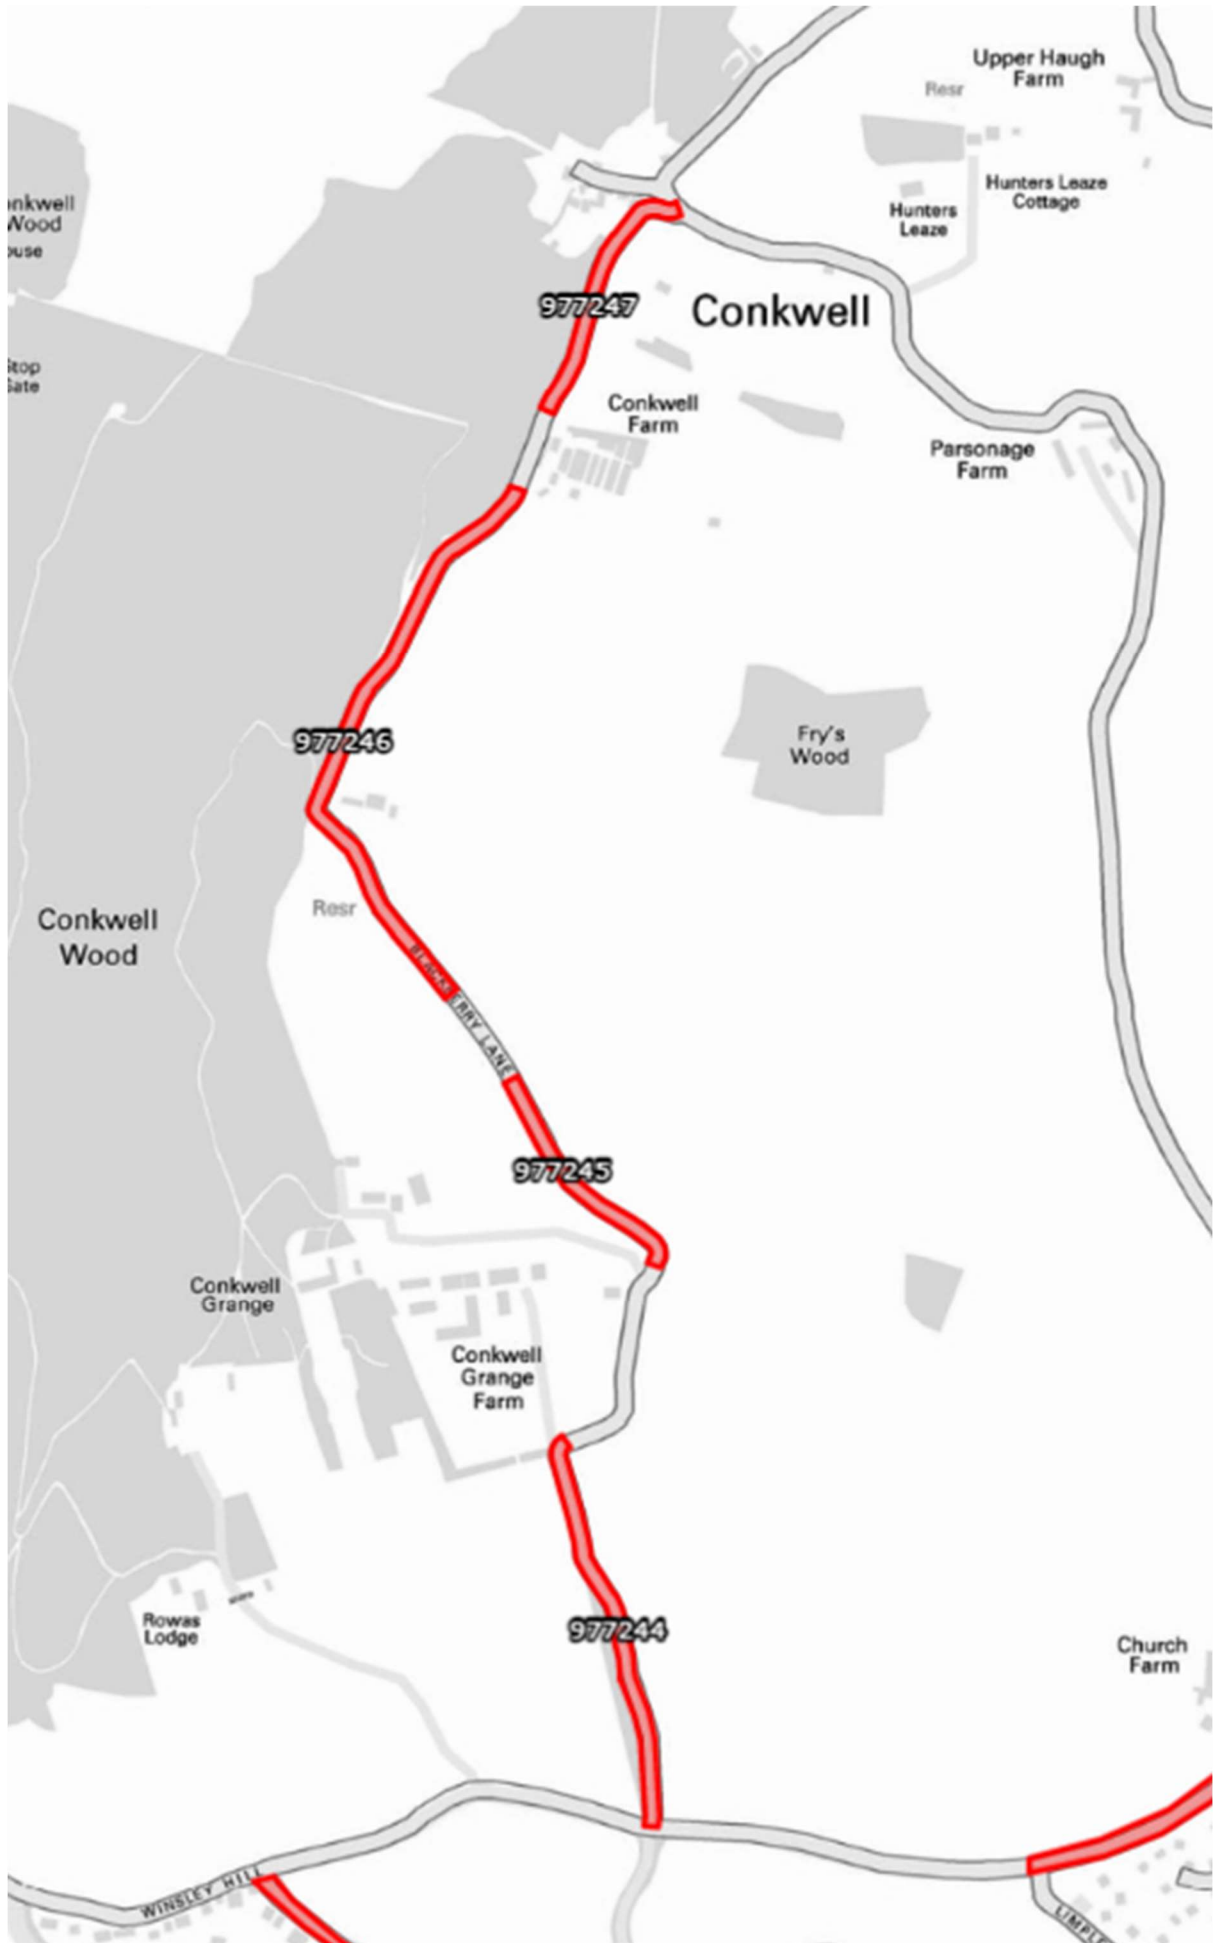 Upper Haugh
Farm
Resr
Hunters Leaze
Cottage
Hunters
Leaze
onkwell
Wood
ouse
977247
Conkwell
Stop
Gate
Conkwell
Farm
Parsonage
Farm
977246
Fry's
Wood
Resr
Conkwell
Wood
BLACKBERRY LANE
977245
Conkwell
Grange
Conkwell
Grange
Farm
977244
Rowas
Lodge
Church
Farm
WINSLEY HILL
LIMPLE